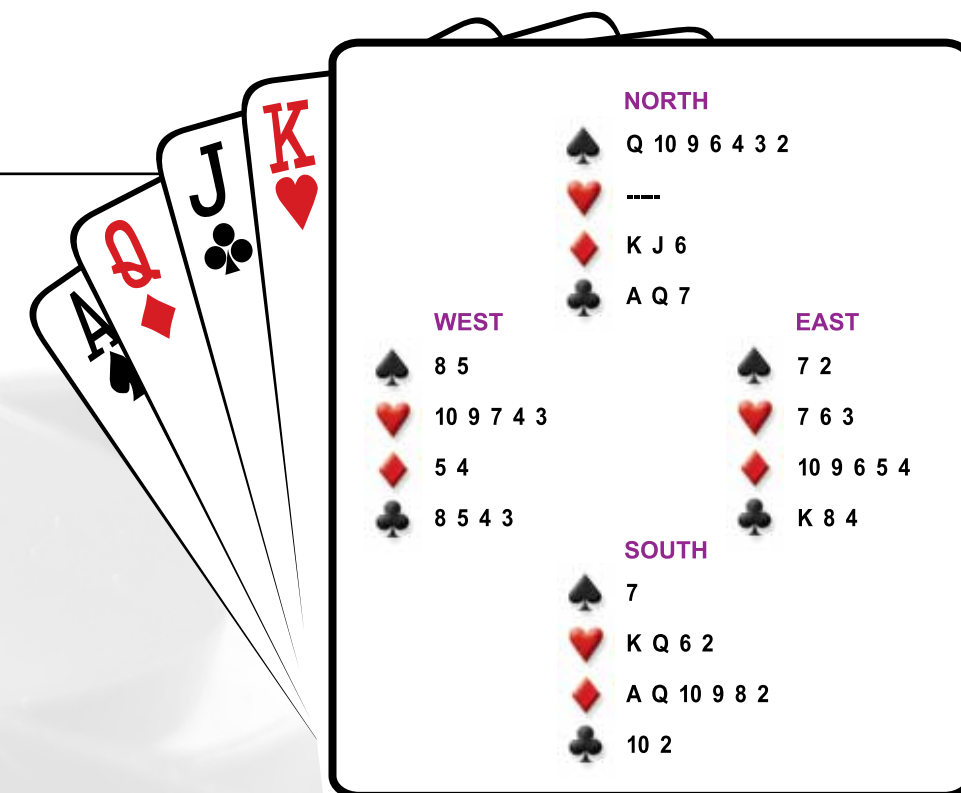 A
Q
J
K
NORTH
Q 10 9 6 4 3 2
-----
K J 6
A Q 7
WEST
8 5
10 9 7 4 3
5 4
8 5 4 3
EAST
7 2
7 6 3
10 9 6 5 4
K 8 4
SOUTH
7
K Q 6 2
A Q 10 9 8 2
10 2